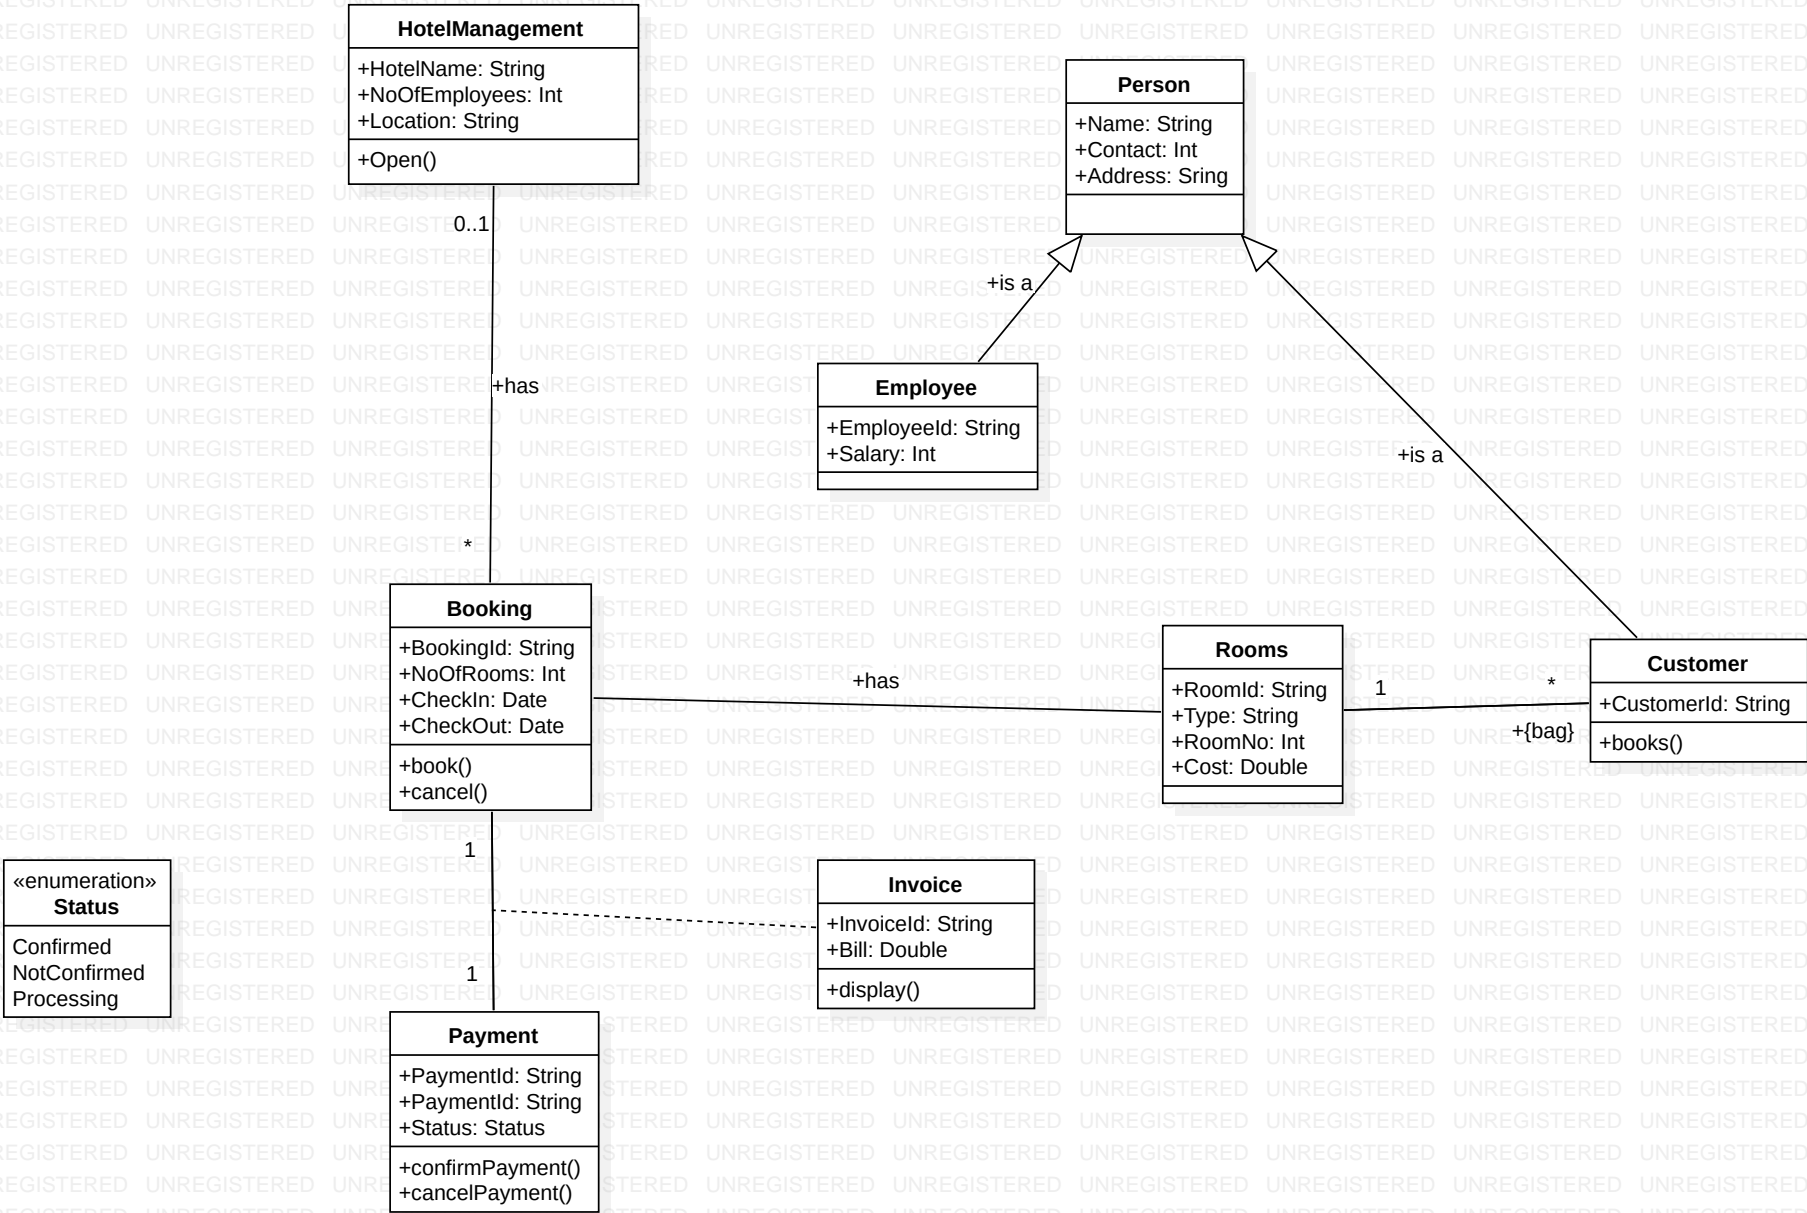 HotelManagement
+HotelName: String
+NoOfEmployees: Int
+Location: String
+Open()
Person
+Name: String
+Contact: Int
+Address: Sring
0..1
+has
*
+is a
+is a
Employee
+EmployeeId: String
+Salary: Int
Booking
+BookingId: String
+NoOfRooms: Int
+CheckIn: Date
+CheckOut: Date
+book()
+cancel()
+has
Rooms
+RoomId: String
+Type: String
+RoomNo: Int
+Cost: Double
1
*
+{bag}
Customer
+CustomerId: String
+books()
1
1
«enumeration»
Status
Confirmed
NotConfirmed
Processing
Invoice
+InvoiceId: String
+Bill: Double
+display()
Payment
+PaymentId: String
+PaymentId: String
+Status: Status
+confirmPayment()
+cancelPayment()
UNREGISTERED